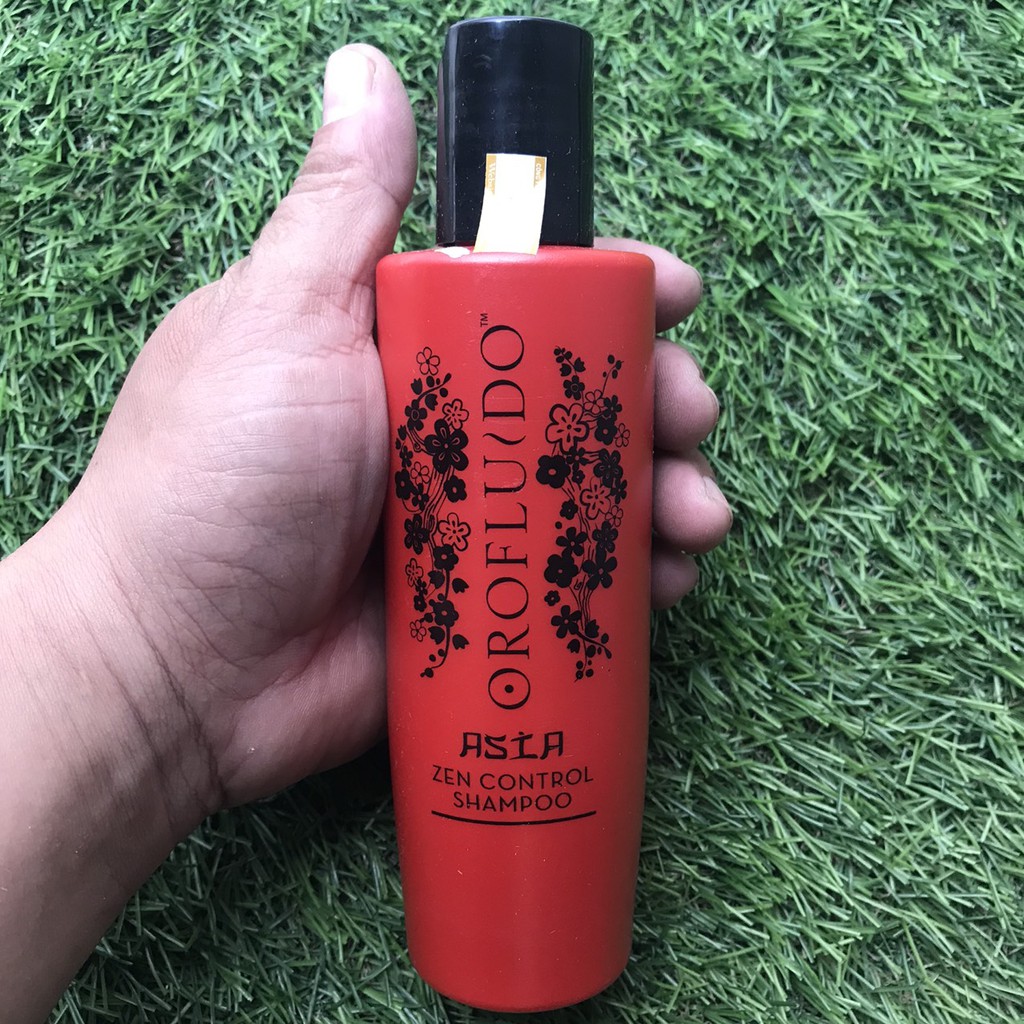 OROFLUIDO™
ASIA
ZEN CONTROL
SHAMPOO